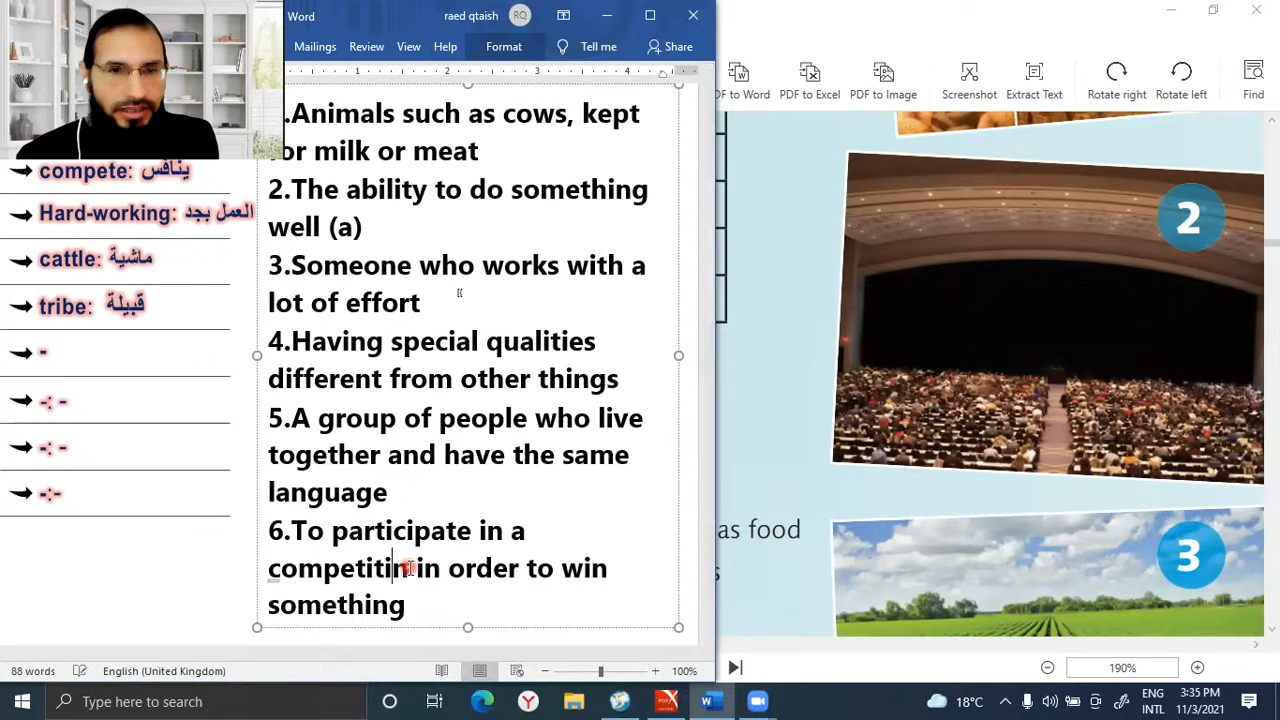 Word
raed qtaish
RQ
Mailings Review View Help Format Tell me Share
1 2 3 4
.Animals such as cows, kept
or milk or meat
2.The ability to do something
well (a)
3.Someone who works with a
lot of effort
4.Having special qualities
different from other things
5.A group of people who live
together and have the same
language
6.To participate in a
competitin in order to win
something
compete: ينافس
Hard-working: العمل بجد
cattle: ماشية
tribe: قبيلة
-
-: -
-: -
-:-
88 words English (United Kingdom) 100%
DF to Word PDF to Excel PDF to Image Screenshot Extract Text Rotate right Rotate left Find
2
as food
s
3
190%
Type here to search
18°C
ENG
INTL
3:35 PM
11/3/2021